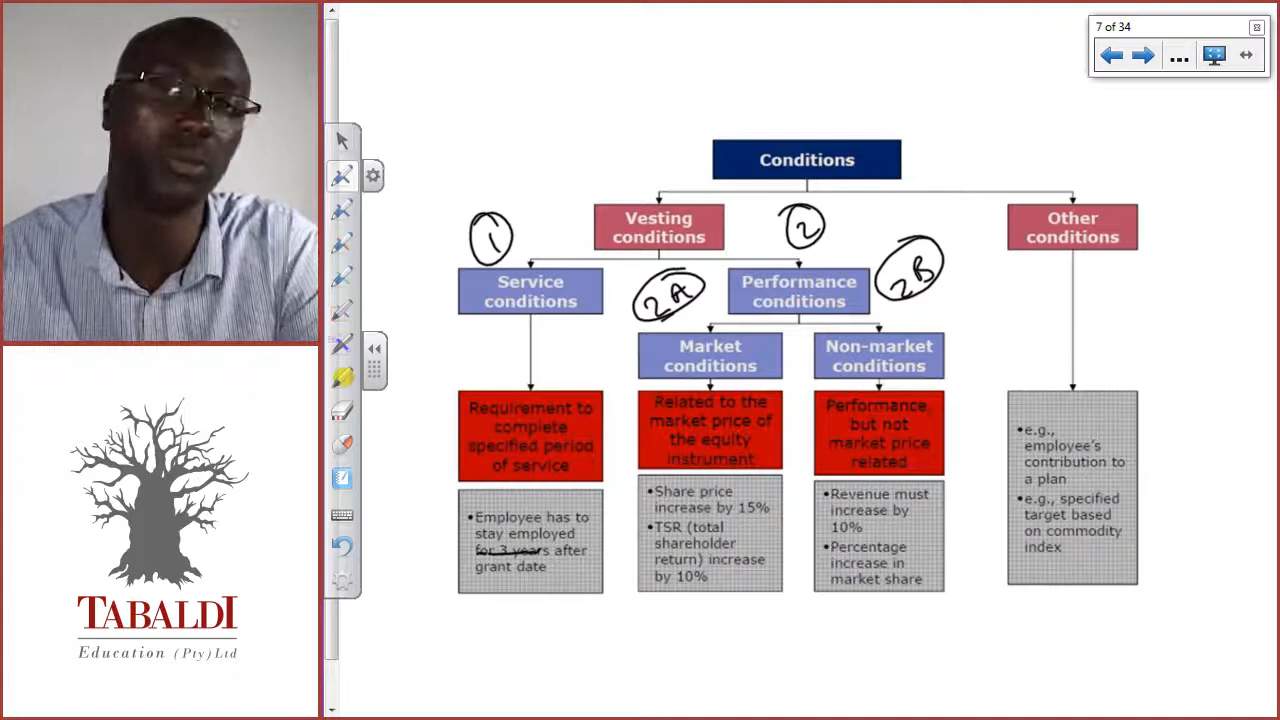 7 of 34
Conditions
Vesting
conditions
2
Other
conditions
1
Service
conditions
2A
Performance
conditions
2B
Market
conditions
Non-market
conditions
Requirement to
complete
specified period
of service
Related to the
market price of
the equity
instrument
Performance,
but not
market price
related
•Employee has to
stay employed
for 3 years after
grant date
•Share price
increase by 15%
•TSR (total
shareholder
return) increase
by 10%
•Revenue must
increase by
10%
•Percentage
increase in
market share
•e.g.,
employee's
contribution to
a plan
•e.g., specified
target based on
commodity
index
TABALDI
Education (Pty) Ltd